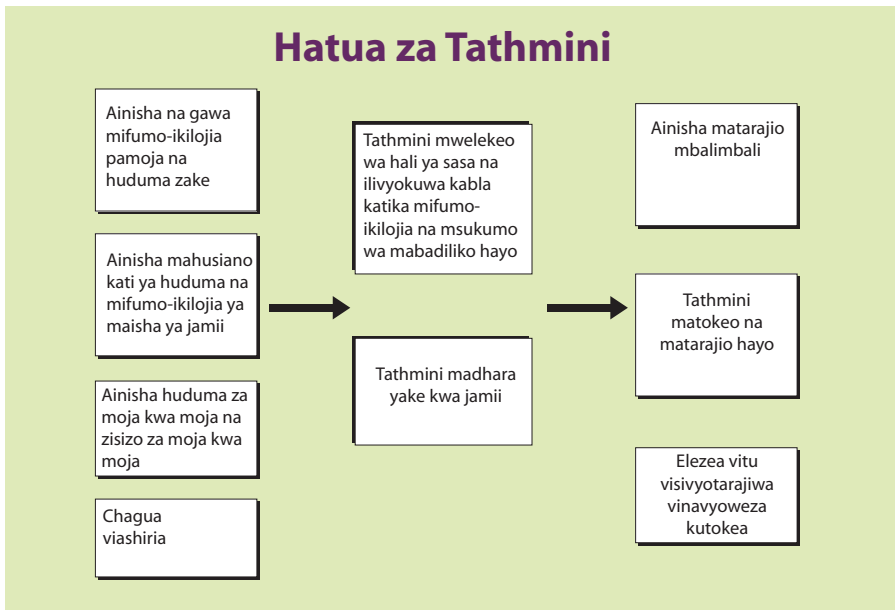 Hatua za Tathmini
Ainisha na gawa
mifumo-ikilojia
pamoja na
huduma zake
Ainisha mahusiano
kati ya huduma na
mifumo-ikilojia ya
maisha ya jamii
Ainisha huduma za
moja kwa moja na
zisizo za moja kwa
moja
Chagua
viashiria
Tathmini mwelekeo
wa hali ya sasa na
ilivyokuwa kabla
katika mifumo-
ikilojia na msukumo
wa mabadiliko hayo
Tathmini madhara
yake kwa jamii
Ainisha matarajio
mbalimbali
Tathmini
matokeo na
matarajio hayo
Elezea vitu
visivyotarajiwa
vinavyoweza
kutokea